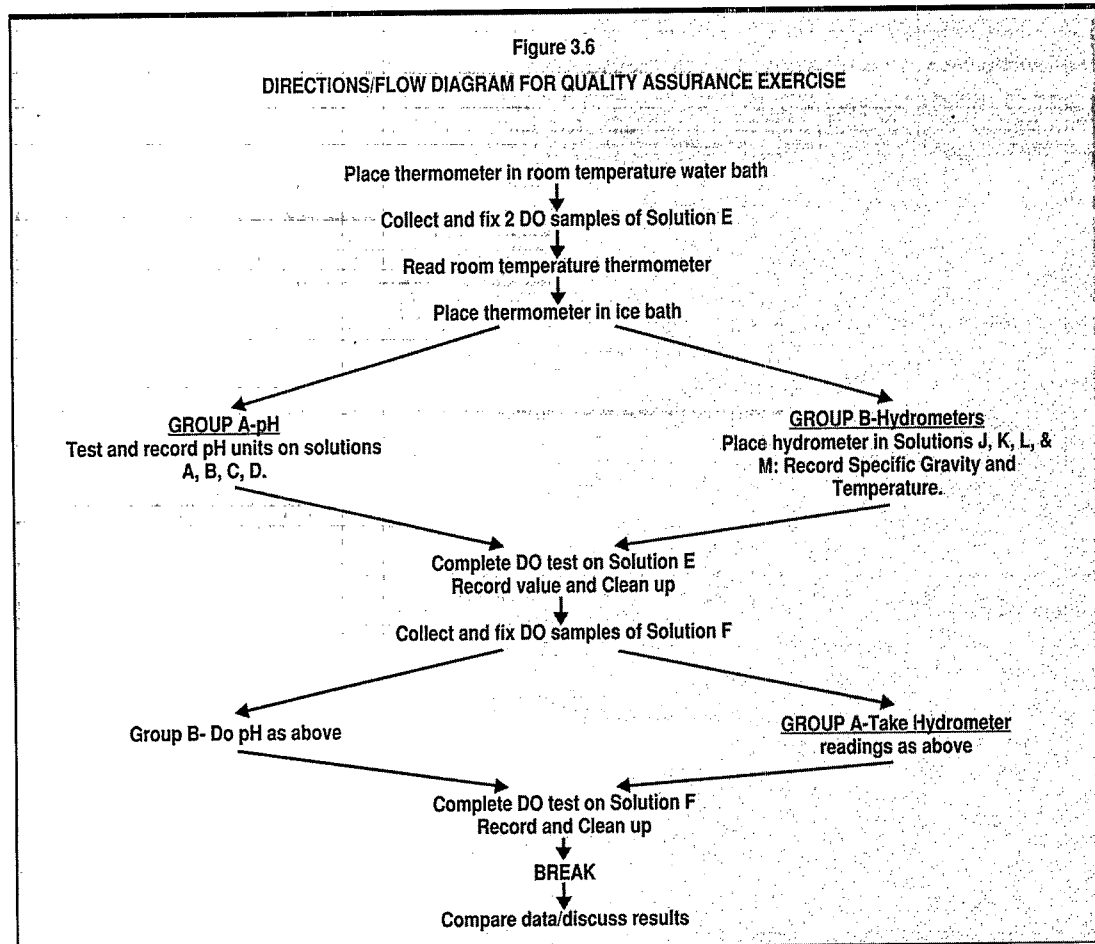 Figure 3.6
DIRECTIONS/FLOW DIAGRAM FOR QUALITY ASSURANCE EXERCISE
Place thermometer in room temperature water bath
Collect and fix 2 DO samples of Solution E
Read room temperature thermometer
Place thermometer in ice bath
GROUP A-pH
Test and record pH units on solutions
A, B, C, D.
GROUP B-Hydrometers
Place hydrometer in Solutions J, K, L, &
M: Record Specific Gravity and
Temperature.
Complete DO test on Solution E
Record value and Clean up
Collect and fix DO samples of Solution F
Group B- Do pH as above
GROUP A-Take Hydrometer
readings as above
Complete DO test on Solution F
Record and Clean up
BREAK
Compare data/discuss results